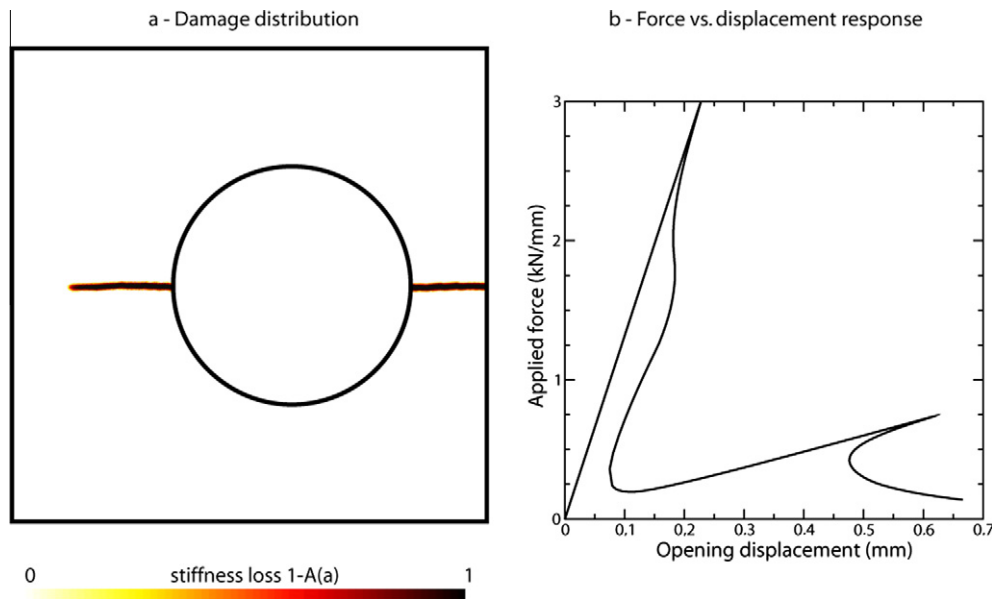 a - Damage distribution
b - Force vs. displacement response
3
2
1
0
Applied force (kN/mm)
0 0.1 0.2 0.3 0.4 0.5 0.6 0.7
Opening displacement (mm)
0 stiffness loss 1-A(a) 1